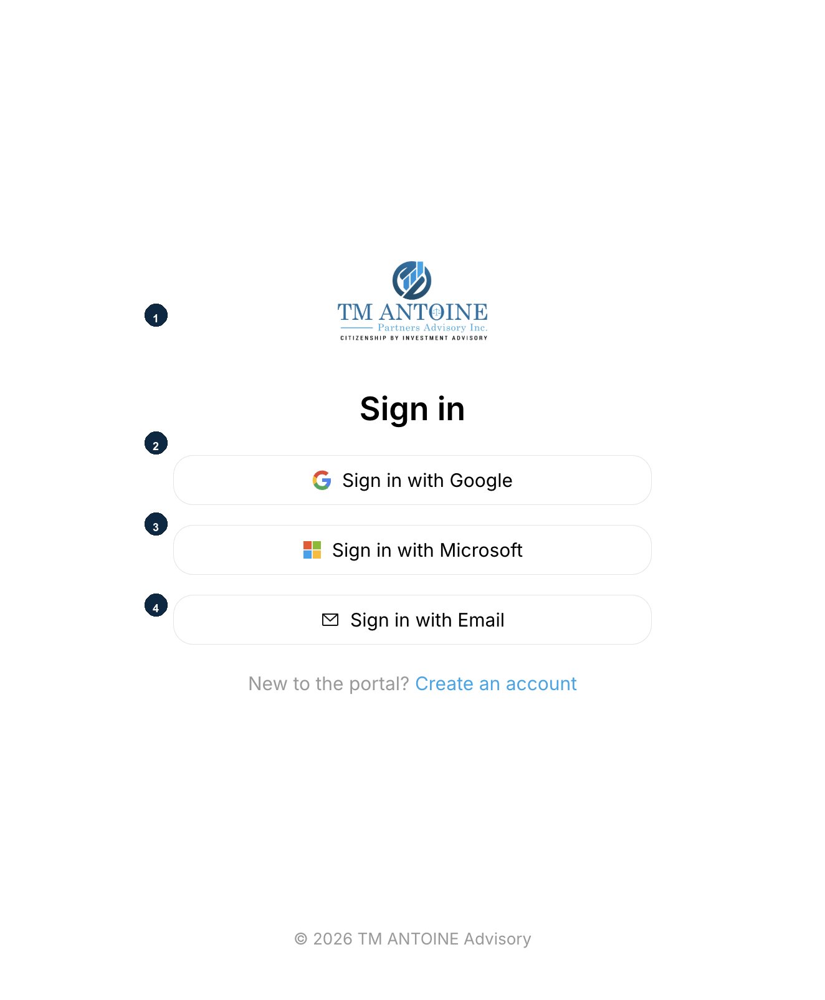 1
TM ANTOINE
Partners Advisory Inc.
CITIZENSHIP BY INVESTMENT ADVISORY
Sign in
2
Sign in with Google
3
Sign in with Microsoft
4
Sign in with Email
New to the portal? Create an account
© 2026 TM ANTOINE Advisory